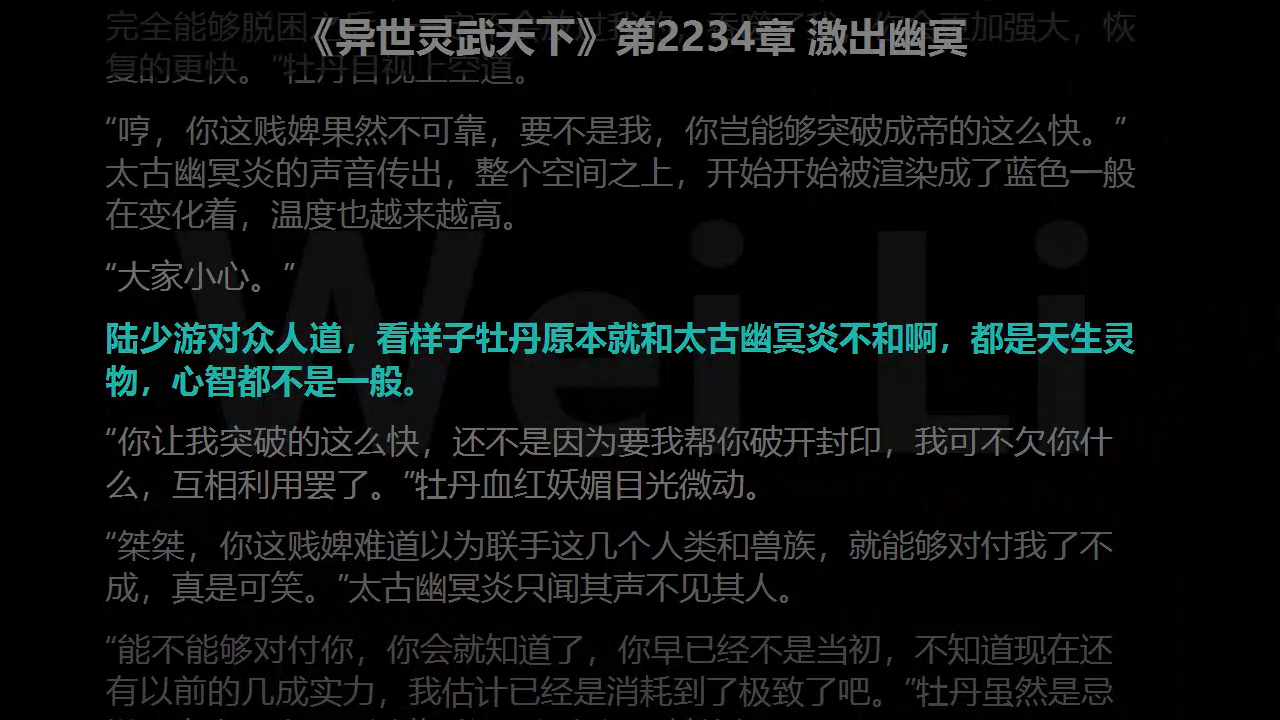 完全能够脱困
加强大，恢
《异世灵武天下》第2234章 激出幽冥
复的更快。”牡丹目视上空道。
“哼，你这贱婢果然不可靠，要不是我，你岂能够突破成帝的这么快。”
太古幽冥炎的声音传出，整个空间之上，开始开始被渲染成了蓝色一般
在变化着，温度也越来越高。
“大家小心。”
陆少游对众人道，看样子牡丹原本就和太古幽冥炎不和啊，都是天生灵
物，心智都不是一般。
“你让我突破的这么快，还不是因为要我帮你破开封印，我可不欠你什
么，互相利用罢了。”牡丹血红妖媚目光微动。
“桀桀，你这贱婢难道以为联手这几个人类和兽族，就能够对付我了不
成，真是可笑。”太古幽冥炎只闻其声不见其人。
“能不能够对付你，你会就知道了，你早已经不是当初，不知道现在还
有以前的几成实力，我估计已经是消耗到了极致了吧。”牡丹虽然是忌
Wei Li